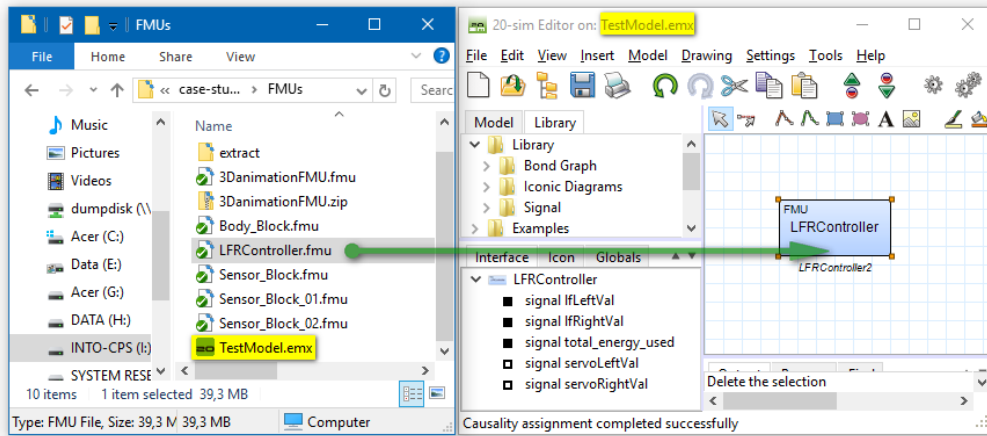 FMUs
File Home Share View
« case-stu... > FMUs Searc
Music
Pictures
Videos
dumpdisk (\\
Acer (C:)
Data (E:)
Acer (G:)
DATA (H:)
INTO-CPS (I:)
SYSTEM RESE
Name
extract
3DanimationFMU.fmu
3DanimationFMU.zip
Body_Block.fmu
LFRController.fmu
Sensor_Block.fmu
Sensor_Block_01.fmu
Sensor_Block_02.fmu
TestModel.emx
10 items 1 item selected 39,3 MB
Type: FMU File, Size: 39,3 M 39,3 MB Computer
20-sim Editor on: TestModel.emx
File Edit View Insert Model Drawing Settings Tools Help
Model Library
Library
Bond Graph
Iconic Diagrams
Signal
Examples
Interface Icon Globals
LFRController
signal lfLeftVal
signal lfRightVal
signal total_energy_used
signal servoLeftVal
signal servoRightVal
A
FMU
LFRController
LFRController2
Delete the selection
Causality assignment completed successfully